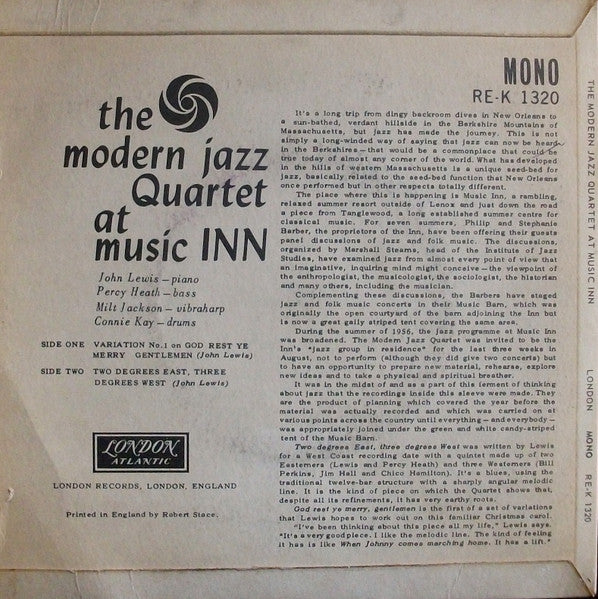 the
modern jazz
Quartet
at
music INN
John Lewis – piano
Percy Heath – bass
Milt Jackson – vibraharp
Connie Kay – drums
SIDE ONE VARIATION No.1 on GOD REST YE
MERRY GENTLEMEN (John Lewis)
SIDE TWO TWO DEGREES EAST, THREE
DEGREES WEST (John Lewis)
LONDON
ATLANTIC
LONDON RECORDS, LONDON, ENGLAND
Printed in England by Robert Stace.
MONO
RE-K 1320
It's a long trip from dingy backroom dives in New Orleans to
a sun-bathed, verdant hillside in the Berkshire Mountains of
Massachusetts, but jazz has made the journey. This is not
simply a long-winded way of saying that jazz can now be heard
in the Berkshires – that would be a commonplace that could be
true today of almost any corner of the world. What has developed
in the hills of western Massachusetts is a unique seed-bed for
jazz, basically related to the seed-bed function that New Orleans
once performed but in other respects totally different.
The place where this is happening is Music Inn, a rambling,
relaxed summer resort outside of Lenox and just down the road
a piece from Tanglewood, a long established summer centre for
classical music. For seven summers, Philip and Stephanie
Barber, the proprietors of the Inn, have been offering their guests
panel discussions of jazz and folk music. The discussions,
organized by Marshall Stearns, head of the Institute of Jazz
Studies, have examined jazz from almost every point of view that
an imaginative, inquiring mind might conceive – the viewpoint of
the anthropologist, the musicologist, the sociologist, the historian
and many others, including the musician.
Complementing these discussions, the Barbers have staged
jazz and folk music concerts in their Music Barn, which was
originally the open courtyard of the barn adjoining the Inn but
is now a great gaily striped tent covering the same area.
During the summer of 1956, the jazz programme at Music Inn
was broadened. The Modern Jazz Quartet was invited to be the
Inn's "jazz group in residence" for the last three weeks in
August, not to perform (although they did give two concerts) but
to have an opportunity to prepare new material, rehearse, explore
new ideas and to take a physical and spiritual breather.
It was in the midst of and as a part of this ferment of thinking
about jazz that the recordings inside this sleeve were made. They
are the product of planning which covered the year before the
material was actually recorded and which was carried on at
various points across the country until everything – and everybody –
was appropriately joined under the green and white candy-striped
tent of the Music Barn.
Two degrees East, three degrees West was written by Lewis
for a West Coast recording date with a quintet made up of two
Easterners (Lewis and Percy Heath) and three Westerners (Bill
Perkins, Jim Hall and Chico Hamilton). It's a blues, using the
traditional twelve-bar structure with a sharply angular melodic
line. It is the kind of piece on which the Quartet shows that,
despite all its refinements, it has very earthy roots.
God rest ye merry, gentlemen is the first of a set of variations
that Lewis hopes to work out on this familiar Christmas carol.
"I've been thinking about this piece all my life," Lewis says.
"It's a very good piece. I like the melodic line. The kind of feeling
it has is like When Johnny comes marching home. It has a lift."
THE MODERN JAZZ QUARTET AT MUSIC INN
LONDON
MONO
RE-K 1320